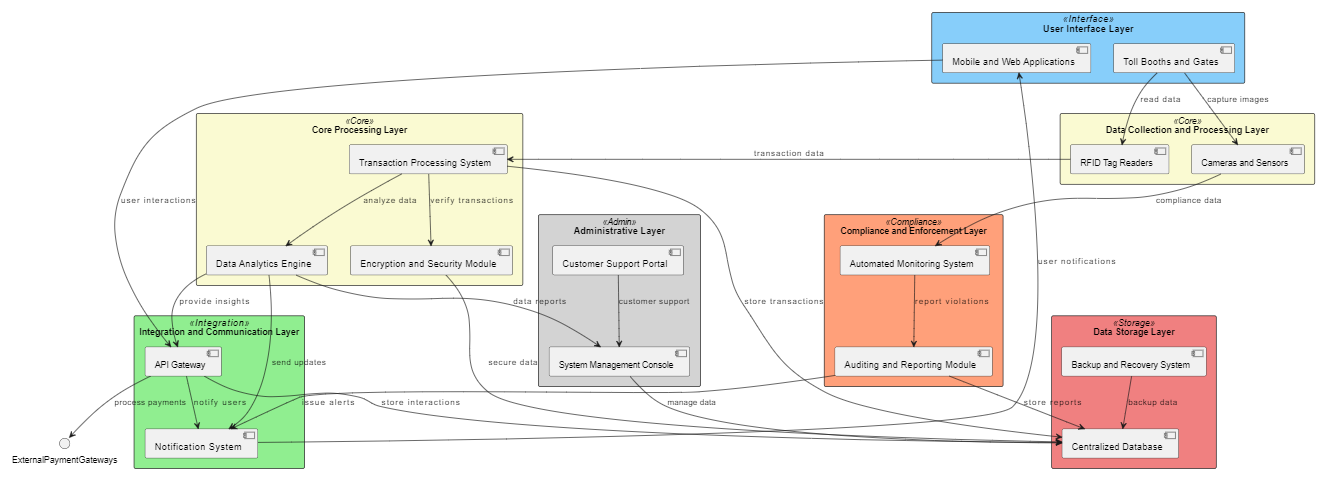 «Interface»
User Interface Layer
Mobile and Web Applications
Toll Booths and Gates
read data
capture images
«Core»
Core Processing Layer
«Core»
Data Collection and Processing Layer
Transaction Processing System
transaction data
RFID Tag Readers
Cameras and Sensors
user interactions
analyze data
verify transactions
compliance data
«Admin»
Administrative Layer
«Compliance»
Compliance and Enforcement Layer
Data Analytics Engine
Encryption and Security Module
Customer Support Portal
Automated Monitoring System
user notifications
provide insights
data reports
customer support
store transactions
report violations
«Integration»
Integration and Communication Layer
«Storage»
Data Storage Layer
API Gateway
send updates
secure data
System Management Console
Auditing and Reporting Module
Backup and Recovery System
process payments
notify users
issue alerts
store interactions
manage data
store reports
backup data
Notification System
Centralized Database
ExternalPaymentGateways